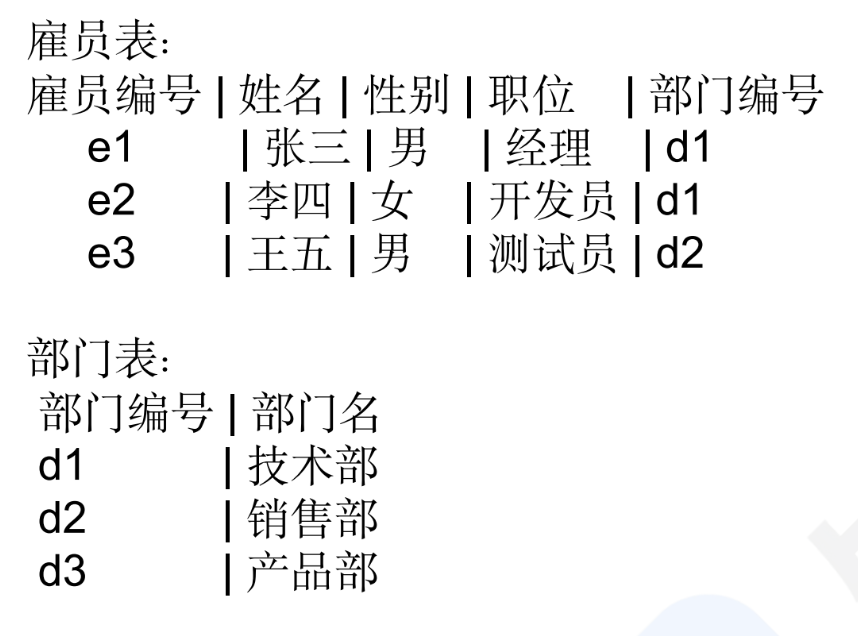 雇员表:
雇员编号 | 姓名 | 性别 | 职位 | 部门编号
e1 | 张三 | 男 | 经理 | d1
e2 | 李四 | 女 | 开发员 | d1
e3 | 王五 | 男 | 测试员 | d2
部门表:
部门编号 | 部门名
d1 | 技术部
d2 | 销售部
d3 | 产品部